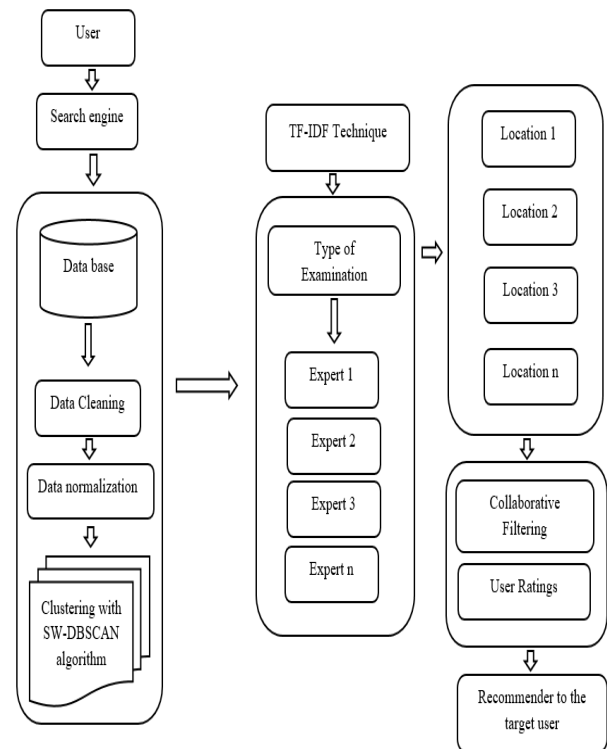 User
Search engine
Data base
Data Cleaning
Data normalization
Clustering with
SW-DBSCAN
algorithm
TF-IDF Technique
Type of
Examination
Expert 1
Expert 2
Expert 3
Expert n
Location 1
Location 2
Location 3
Location n
Collaborative
Filtering
User Ratings
Recommender to the
target user